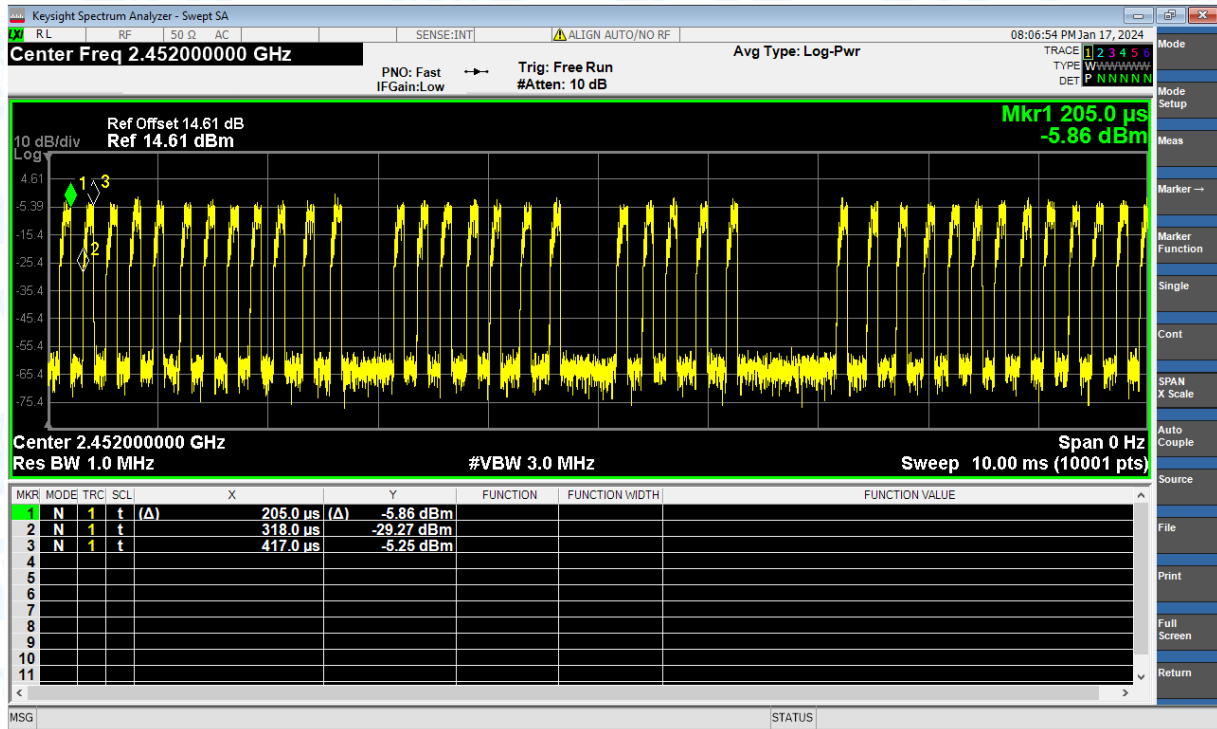 Keysight Spectrum Analyzer - Swept SA
LXI RL RF 50 Ω AC SENSE:INT ALIGN AUTO/NO RF 08:06:54 PM Jan 17, 2024
Center Freq 2.452000000 GHz
Avg Type: Log-Pwr
TRACE 1 2 3 4 5 6
TYPE WWWWWW
DET P NNNNN
PNO: Fast
IFGain:Low
Trig: Free Run
#Atten: 10 dB
Mkr1 205.0 µs
-5.86 dBm
Ref Offset 14.61 dB
10 dB/div Ref 14.61 dBm
Log
4.61
-5.39
-15.4
-25.4
-35.4
-45.4
-55.4
-65.4
-75.4
1
3
2
Center 2.452000000 GHz Span 0 Hz
Res BW 1.0 MHz #VBW 3.0 MHz Sweep 10.00 ms (10001 pts)
MKR MODE TRC SCL X Y FUNCTION FUNCTION WIDTH FUNCTION VALUE
1 N 1 t (Δ) 205.0 µs (Δ) -5.86 dBm
2 N 1 t 318.0 µs -29.27 dBm
3 N 1 t 417.0 µs -5.25 dBm
4
5
6
7
8
9
10
11
MSG STATUS
Mode
Mode
Setup
Meas
Marker →
Marker
Function
Single
Cont
SPAN
X Scale
Auto
Couple
Source
File
Print
Full
Screen
Return